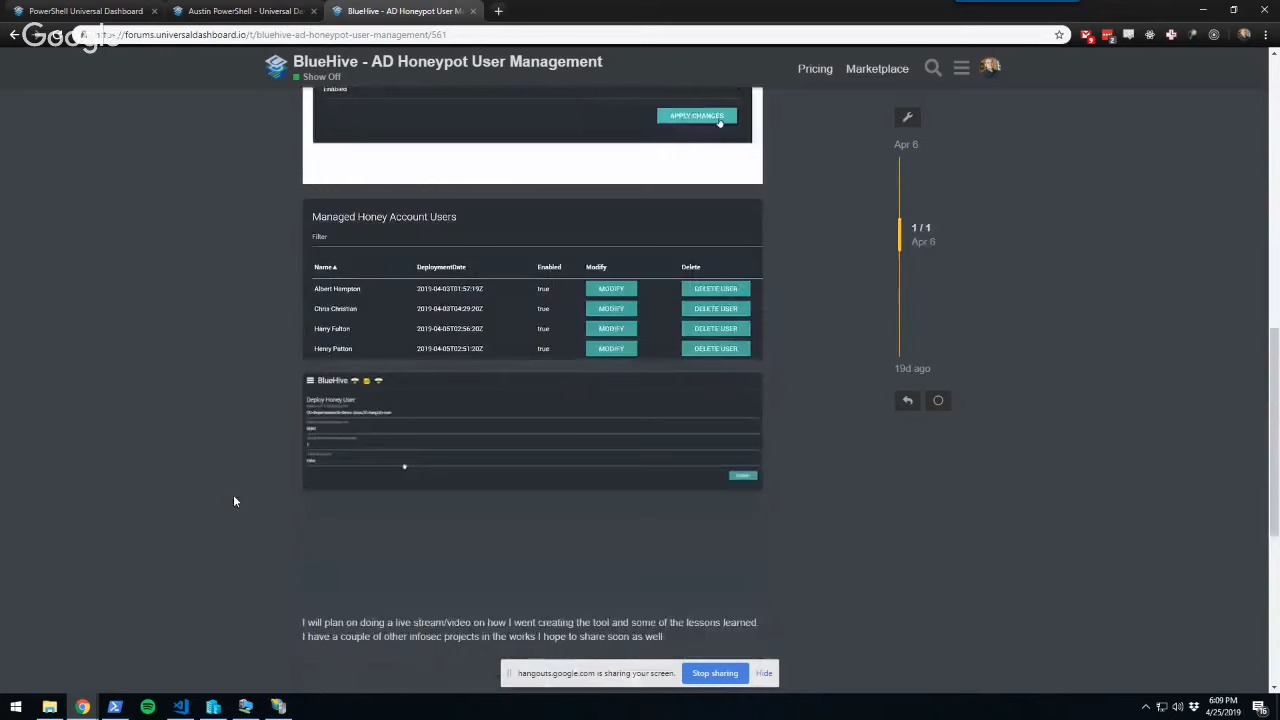 PowerShell Universal Dashboard
Austin PowerShell - Universal Do
BlueHive - AD Honeypot User M
Google
https://forums.universaldashboard.io/t/bluehive-ad-honeypot-user-management/561
BlueHive - AD Honeypot User Management
Show Off
Pricing
Marketplace
Enabled
APPLY CHANGES
Apr 6
1 / 1
Apr 6
19d ago
Managed Honey Account Users
Filter
Name▲ DeploymentDate Enabled Modify Delete
Albert Hampton 2019-04-03T01:57:19Z true MODIFY DELETE USER
Chris Christian 2019-04-03T04:29:20Z true MODIFY DELETE USER
Harry Fulton 2019-04-05T02:56:20Z true MODIFY DELETE USER
Henry Patton 2019-04-05T02:51:20Z true MODIFY DELETE USER
BlueHive
Deploy Honey User
I will plan on doing a live stream/video on how I went creating the tool and some of the lessons learned.
I have a couple of other infosec projects in the works I hope to share soon as well
hangouts.google.com is sharing your screen.
Stop sharing
Hide
6:09 PM
4/25/2019